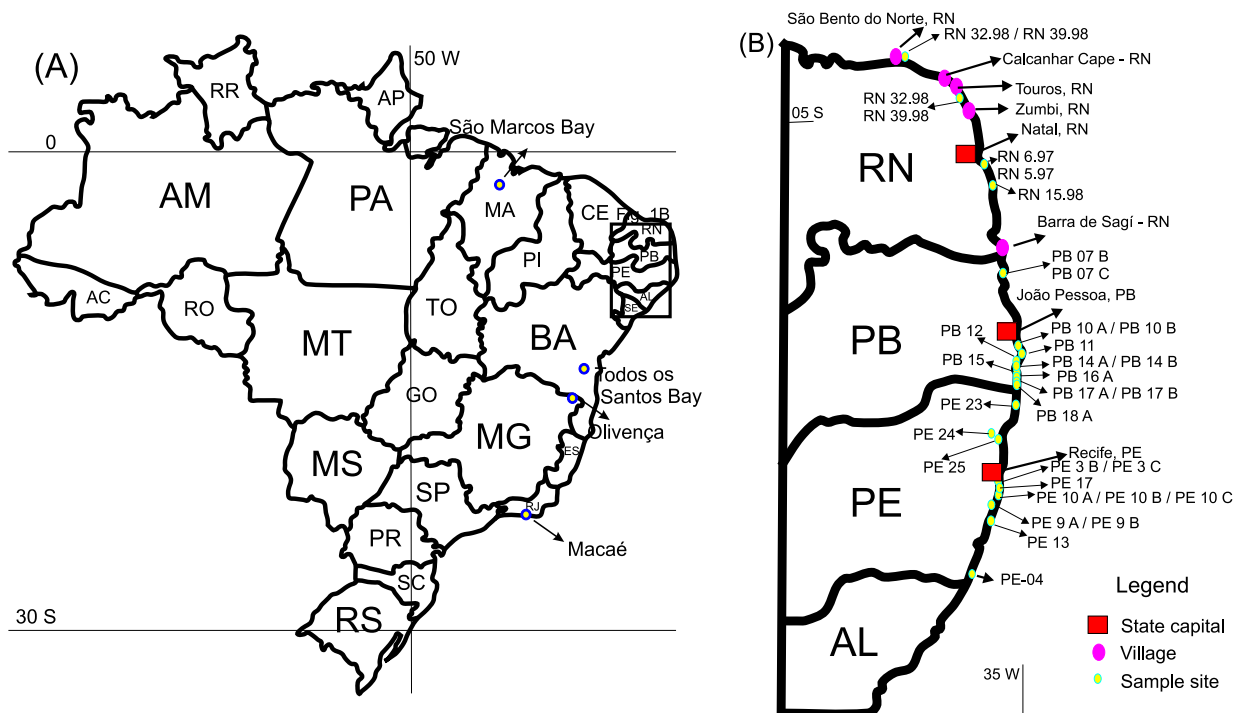 (A)
50 W
RR
AP
São Marcos Bay
0
AM
PA
MA
CE
Fig. 1B
RN
PB
PI
PE
AL
SE
AC
RO
TO
BA
MT
GO
Todos os
Santos Bay
Olivença
MG
ES
MS
SP
RJ
Macaé
PR
SC
RS
30 S
(B)
São Bento do Norte, RN
RN 32.98 / RN 39.98
Calcanhar Cape - RN
Touros, RN
RN 32.98
RN 39.98
Zumbi, RN
05 S
Natal, RN
RN
RN 6.97
RN 5.97
RN 15.98
Barra de Sagí - RN
PB 07 B
PB 07 C
João Pessoa, PB
PB
PB 12
PB 10 A / PB 10 B
PB 11
PB 15
PB 14 A / PB 14 B
PB 16 A
PB 17 A / PB 17 B
PB 18 A
PE 23
PE 24
PE 25
Recife, PE
PE 3 B / PE 3 C
PE 17
PE
PE 10 A / PE 10 B / PE 10 C
PE 9 A / PE 9 B
PE 13
PE-04
AL
35 W
Legend
State capital
Village
Sample site